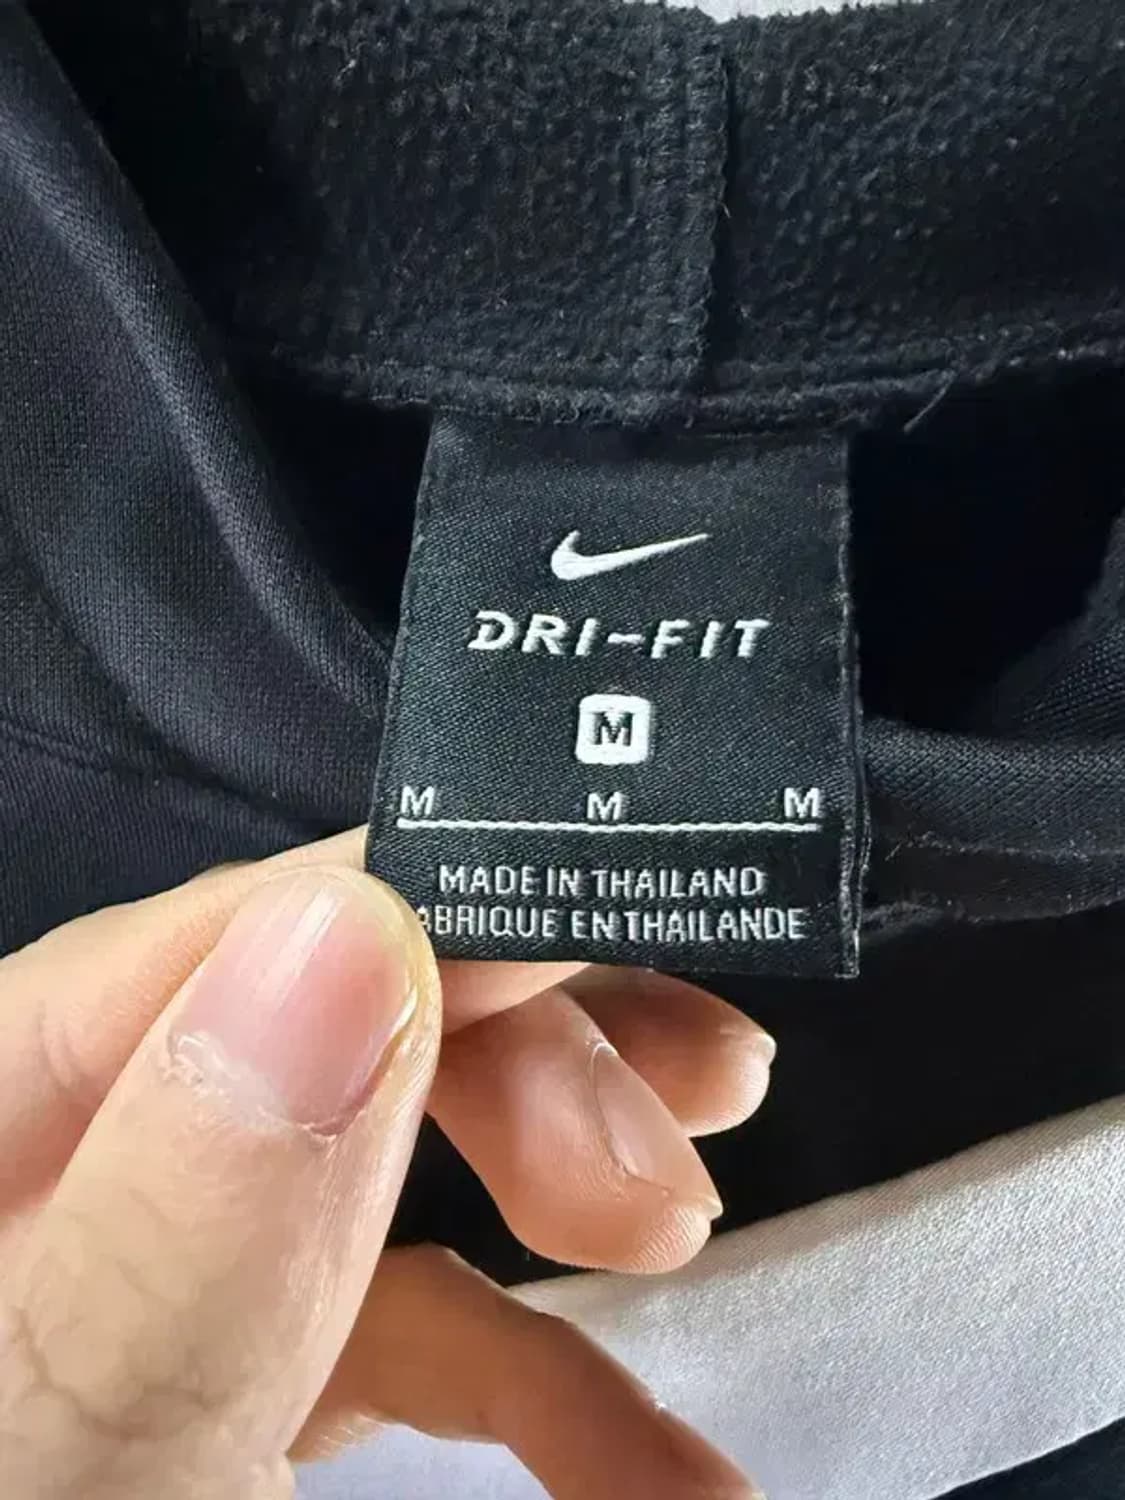 DRI-FIT
M
M M M
MADE IN THAILAND
ABRIQUE EN THAILANDE